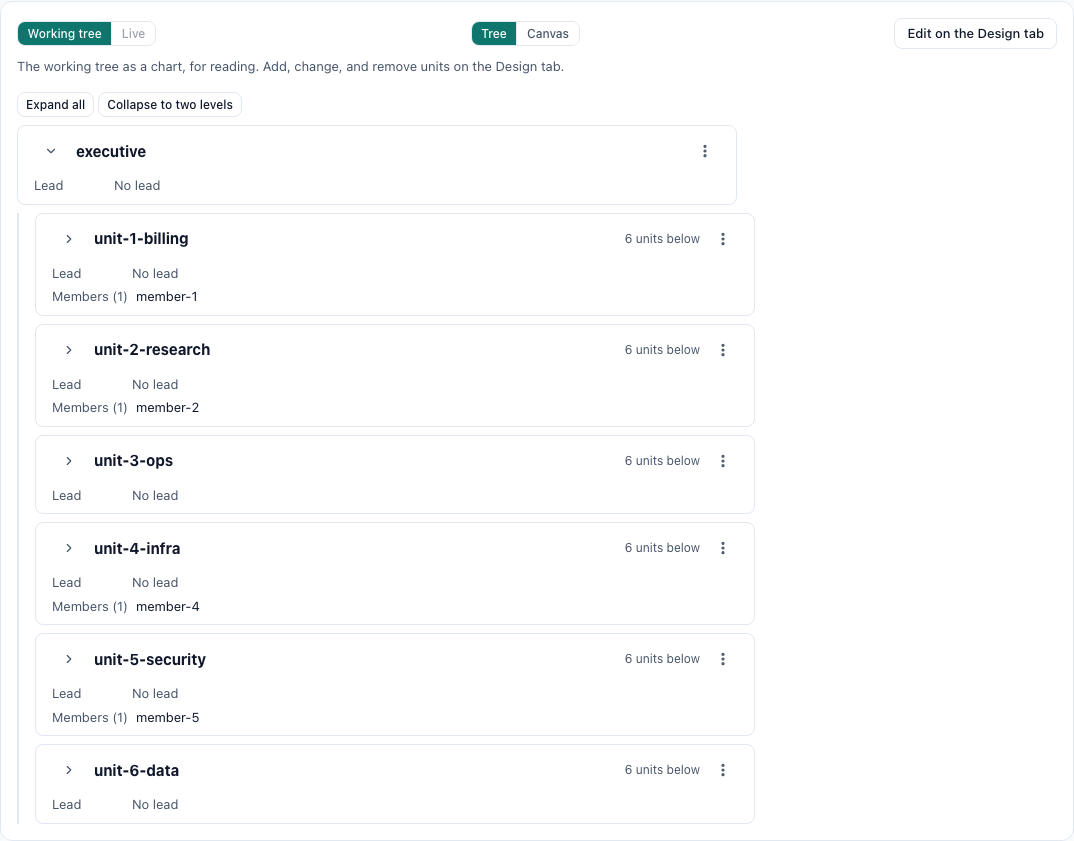 Working tree Live Tree Canvas Edit on the Design tab
The working tree as a chart, for reading. Add, change, and remove units on the Design tab.
Expand all Collapse to two levels
executive
Lead No lead
unit-1-billing 6 units below
Lead No lead
Members (1) member-1
unit-2-research 6 units below
Lead No lead
Members (1) member-2
unit-3-ops 6 units below
Lead No lead
unit-4-infra 6 units below
Lead No lead
Members (1) member-4
unit-5-security 6 units below
Lead No lead
Members (1) member-5
unit-6-data 6 units below
Lead No lead